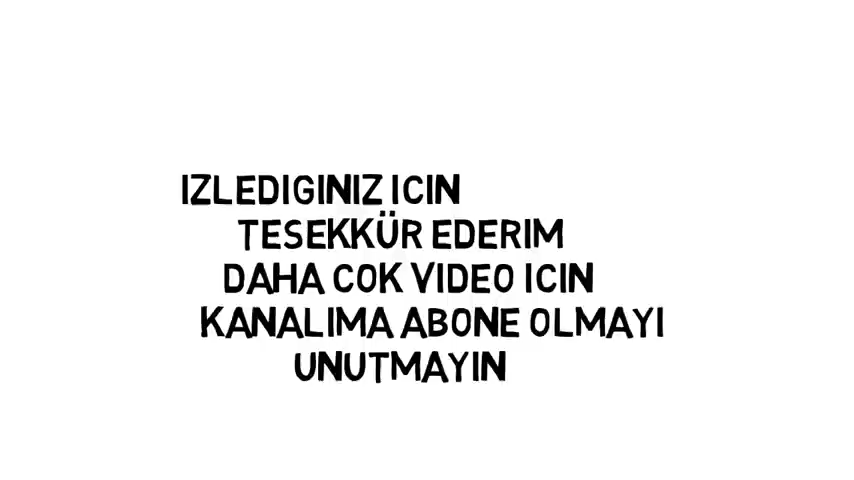 IZLEDIGINIZ ICIN
TESEKKÜR EDERIM
DAHA COK VIDEO ICIN
KANALIMA ABONE OLMAYI
UNUTMAYIN